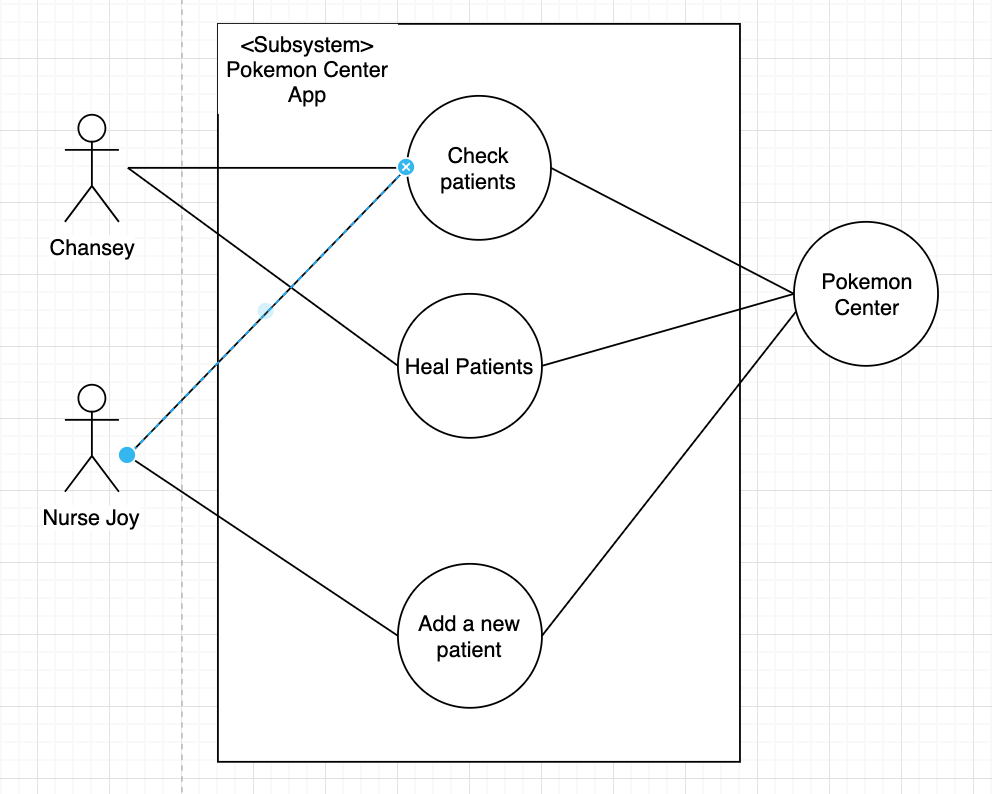 <Subsystem>
Pokemon Center
App
Check
patients
Chansey
Pokemon
Center
Heal Patients
Nurse Joy
Add a new
patient